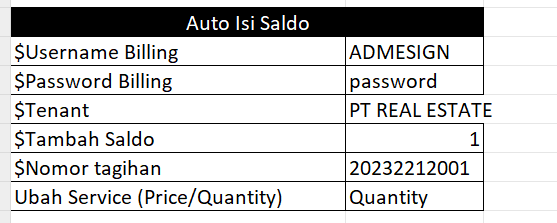 Auto Isi Saldo
$Username Billing ADMESIGN
$Password Billing password
$Tenant PT REAL ESTATE
$Tambah Saldo 1
$Nomor tagihan 20232212001
Ubah Service (Price/Quantity) Quantity